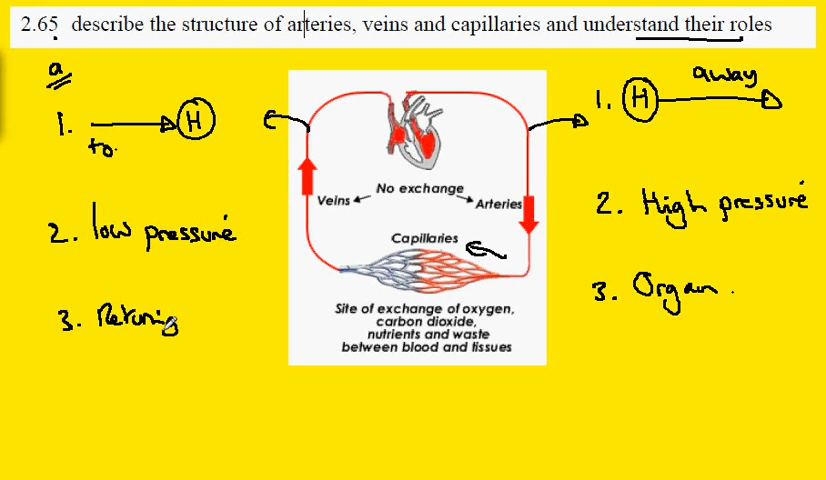 2.65 describe the structure of arteries, veins and capillaries and understand their roles
a
1.
to.
H
2. low pressure
3. Retuning
No exchange
Veins
Arteries
Capillaries
Site of exchange of oxygen,
carbon dioxide,
nutrients and waste
between blood and tissues
1. H away
2. High pressure
3. Organ.